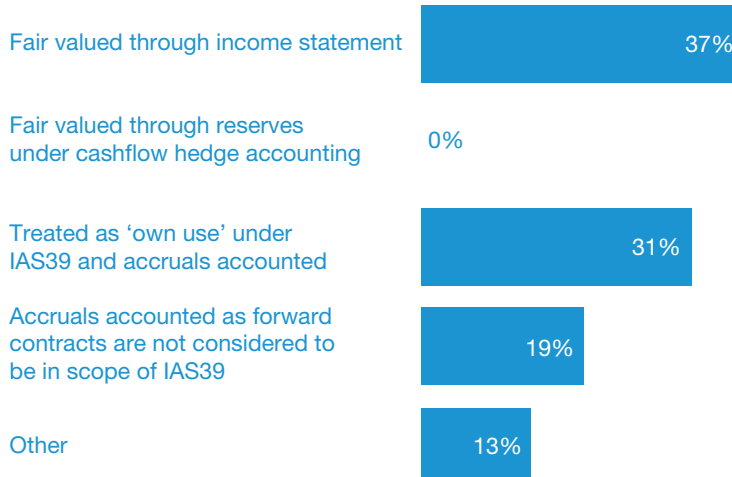 Fair valued through income statement
37%
Fair valued through reserves
under cashflow hedge accounting
0%
Treated as ‘own use’ under
IAS39 and accruals accounted
31%
Accruals accounted as forward
contracts are not considered to
be in scope of IAS39
19%
Other
13%